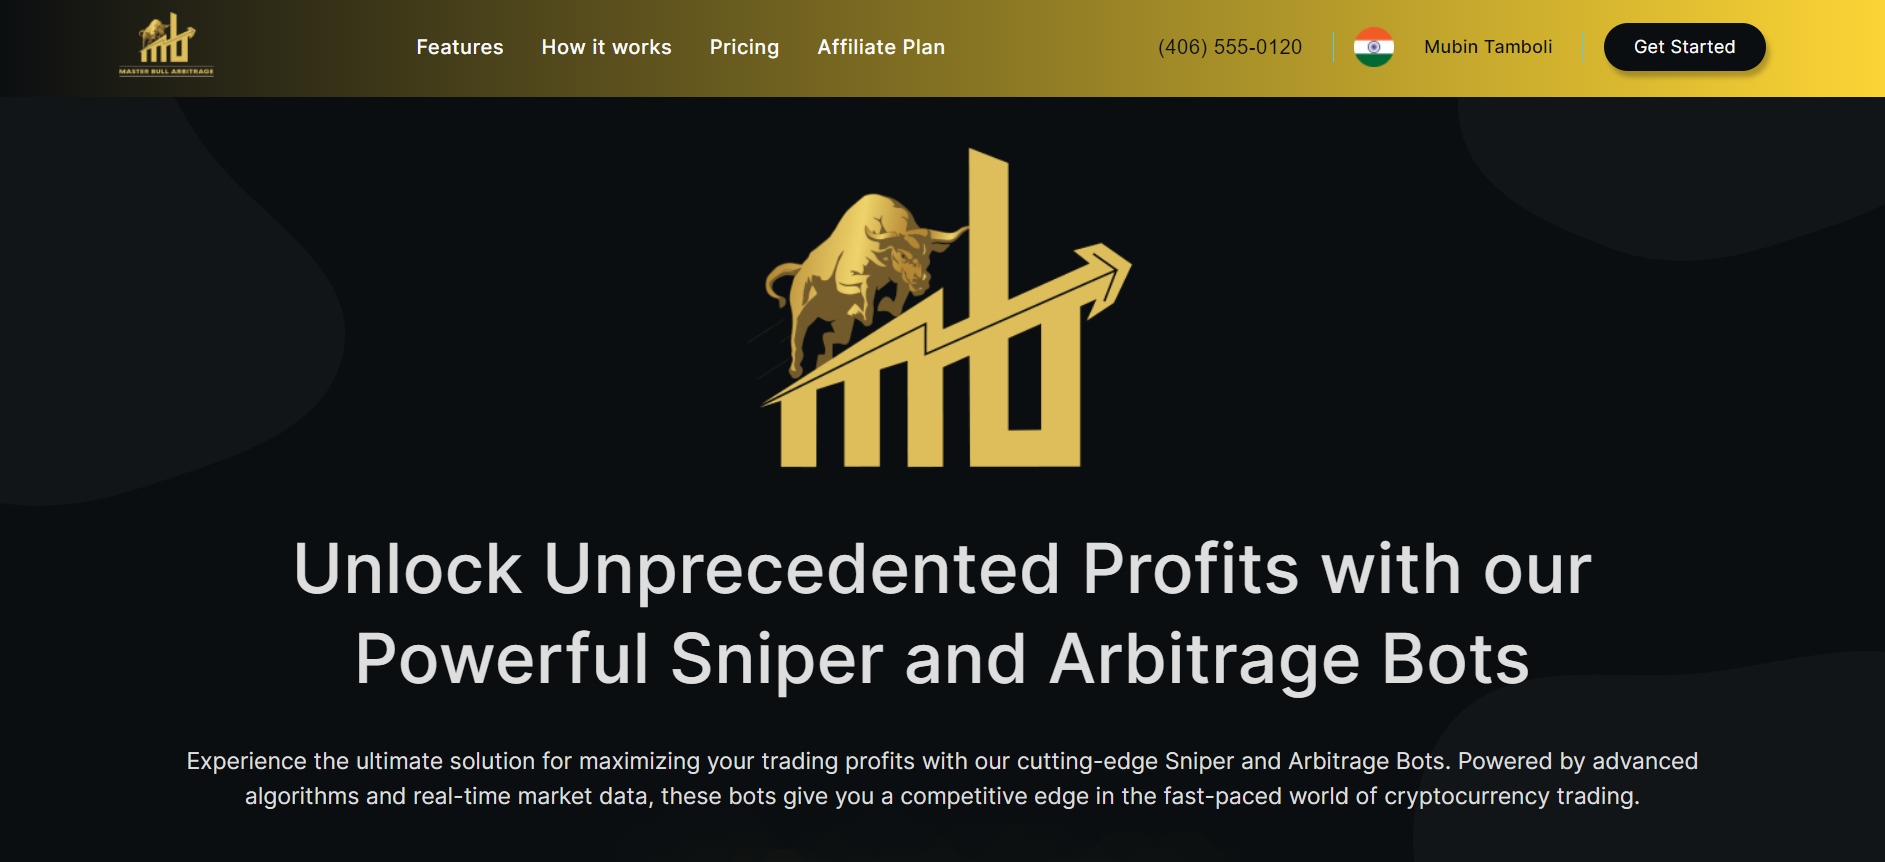 MASTER BULL ARBITRAGE
Features How it works Pricing Affiliate Plan (406) 555-0120 Mubin Tamboli Get Started
mb
Unlock Unprecedented Profits with our
Powerful Sniper and Arbitrage Bots
Experience the ultimate solution for maximizing your trading profits with our cutting-edge Sniper and Arbitrage Bots. Powered by advanced
algorithms and real-time market data, these bots give you a competitive edge in the fast-paced world of cryptocurrency trading.